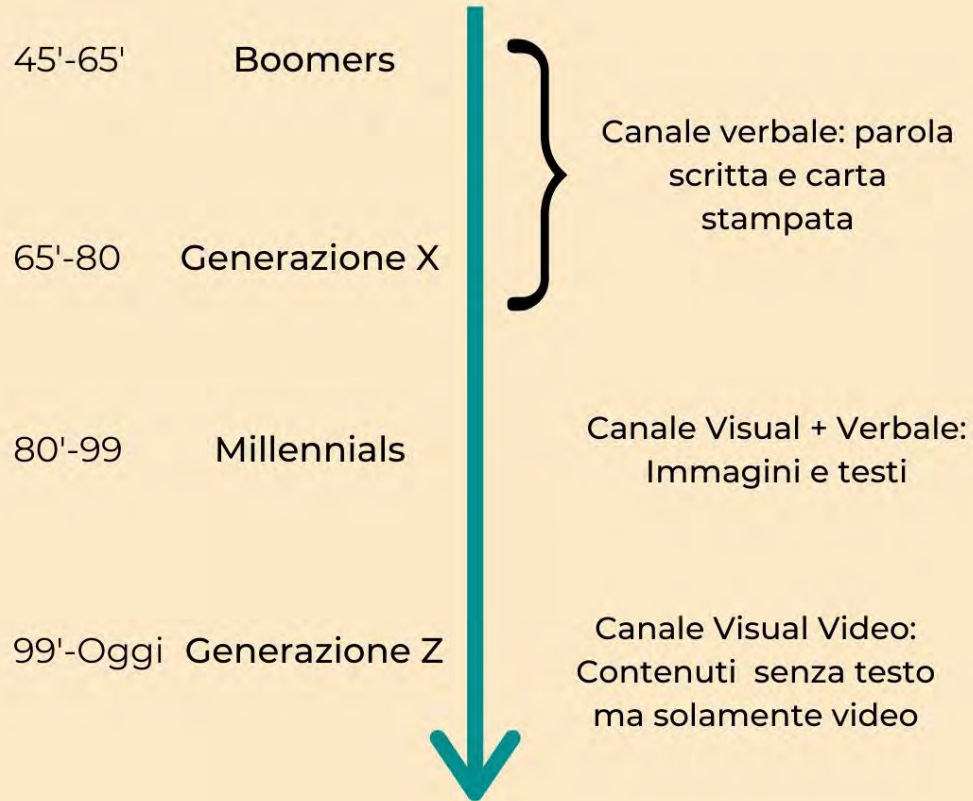 45'-65' Boomers
Canale verbale: parola
scritta e carta
stampata
65'-80 Generazione X
80'-99 Millennials
Canale Visual + Verbale:
Immagini e testi
99'-Oggi Generazione Z
Canale Visual Video:
Contenuti senza testo
ma solamente video